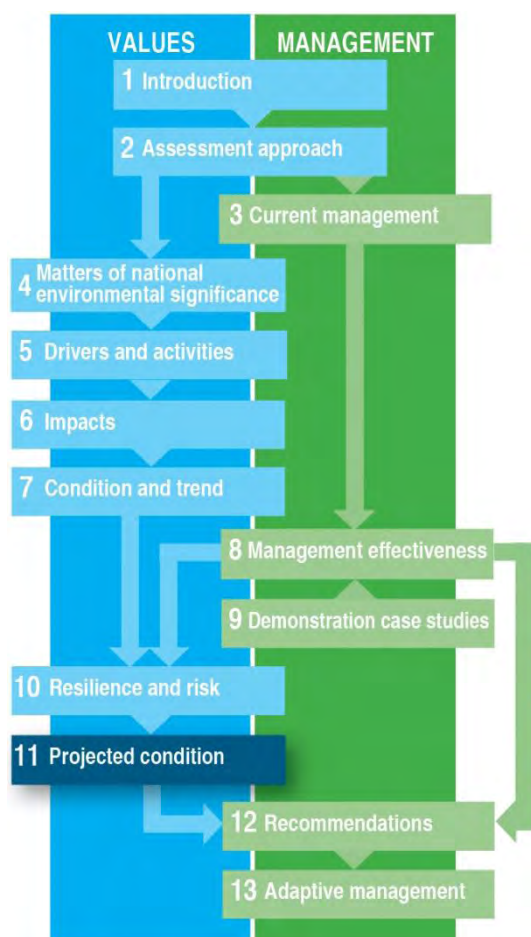 VALUES MANAGEMENT
1 Introduction
2 Assessment approach
3 Current management
4 Matters of national
environmental significance
5 Drivers and activities
6 Impacts
7 Condition and trend
8 Management effectiveness
9 Demonstration case studies
10 Resilience and risk
11 Projected condition
12 Recommendations
13 Adaptive management